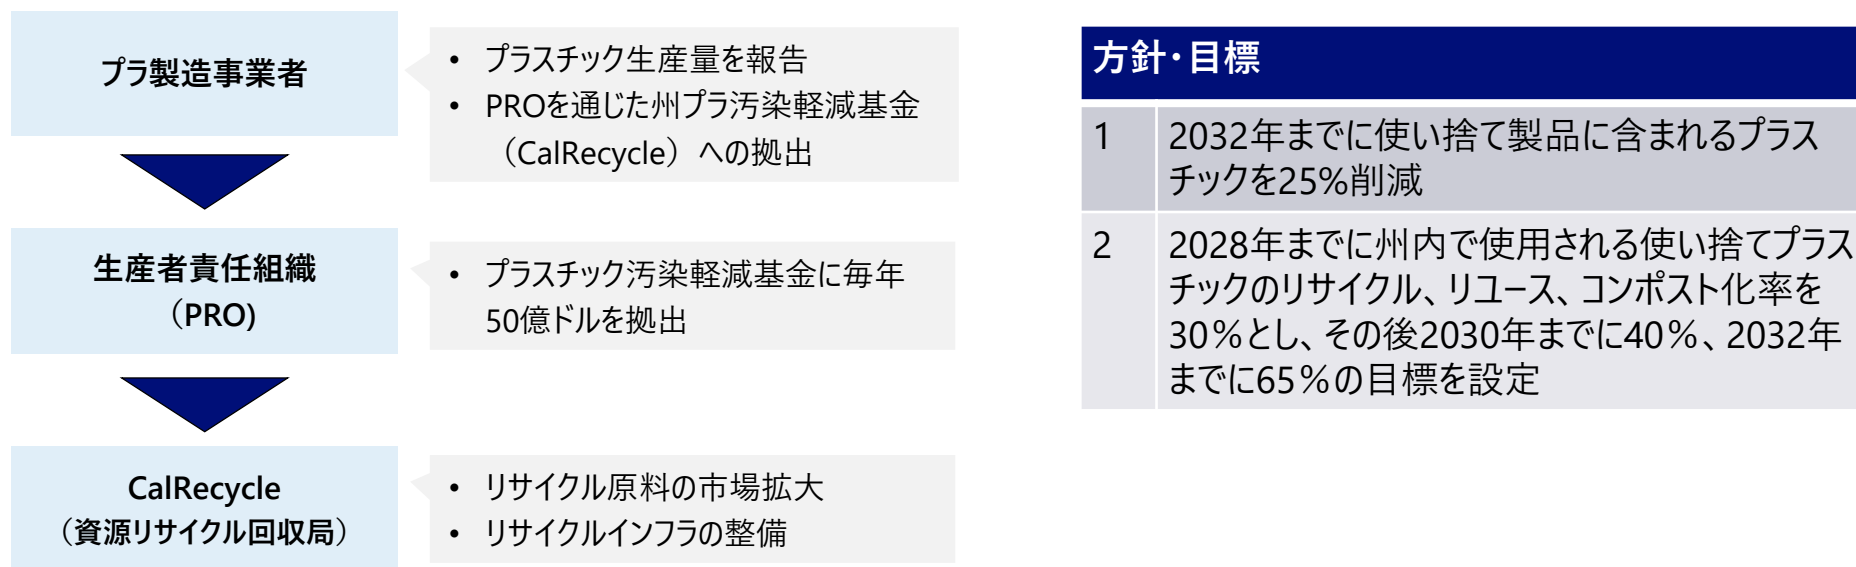 プラ製造事業者
• プラスチック生産量を報告
• PROを通じた州プラ汚染軽減基金
（CalRecycle）への拠出
生産者責任組織
（PRO)
• プラスチック汚染軽減基金に毎年
50億ドルを拠出
CalRecycle
（資源リサイクル回収局）
• リサイクル原料の市場拡大
• リサイクルインフラの整備
方針・目標
1 2032年までに使い捨て製品に含まれるプラス
チックを25%削減
2 2028年までに州内で使用される使い捨てプラス
チックのリサイクル、リユース、コンポスト化率を
30％とし、その後2030年までに40％、2032年
までに65％の目標を設定